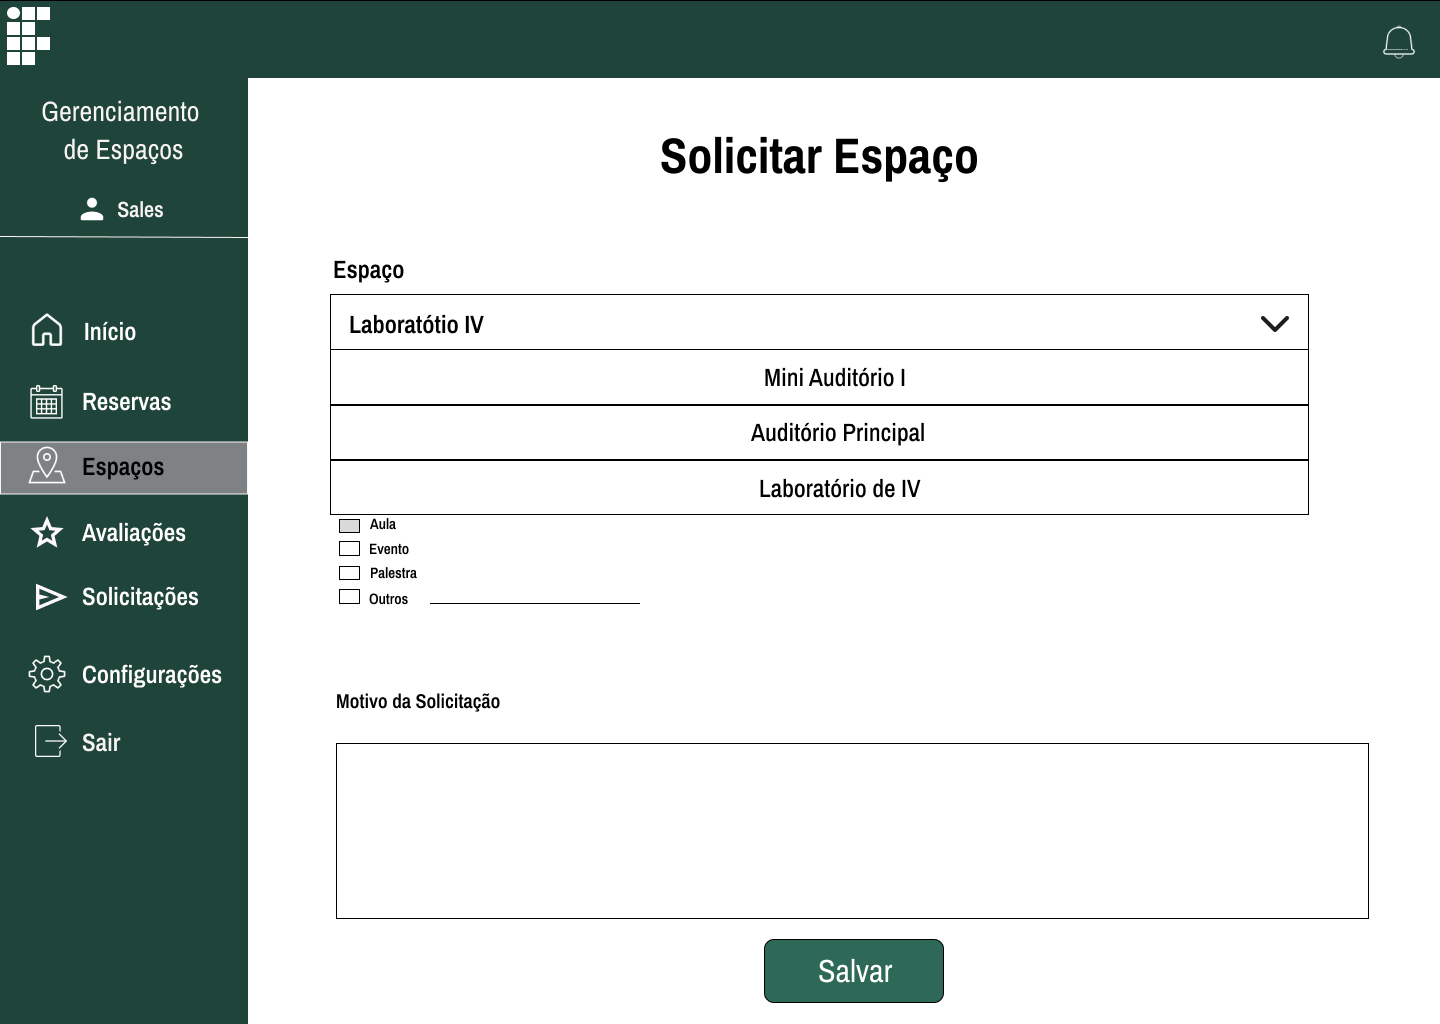 Gerenciamento
de Espaços
Sales
Início
Reservas
Espaços
Avaliações
Solicitações
Configurações
Sair
Solicitar Espaço
Espaço
Laboratótio IV
Mini Auditório I
Auditório Principal
Laboratório de IV
Aula
Evento
Palestra
Outros
Motivo da Solicitação
Salvar